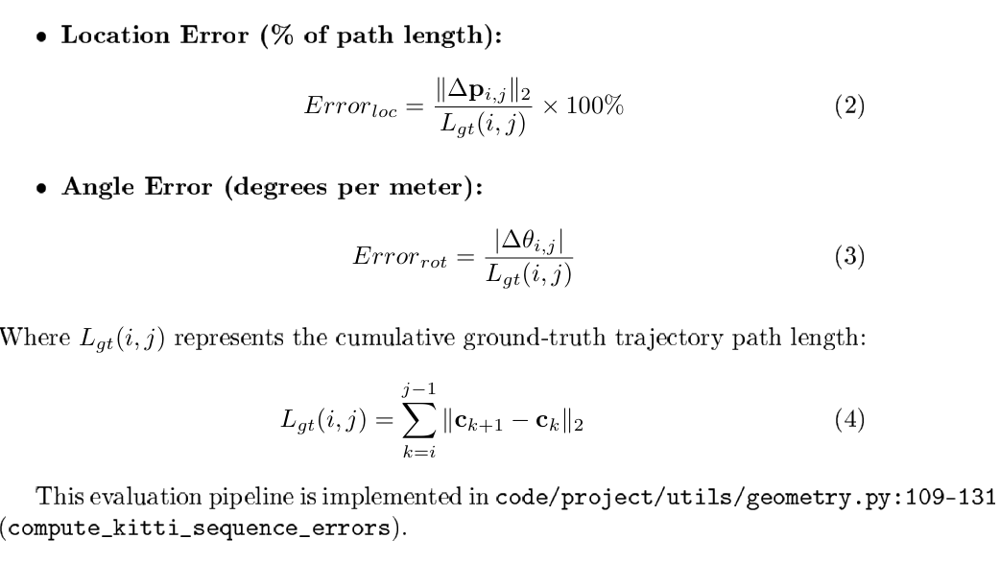 • Location Error (% of path length):
Error_{loc} = \frac{\|\Delta \mathbf{p}_{i,j}\|_2}{L_{gt}(i,j)} \times 100\% (2)
• Angle Error (degrees per meter):
Error_{rot} = \frac{|\Delta \theta_{i,j}|}{L_{gt}(i,j)} (3)
Where L_{gt}(i,j) represents the cumulative ground-truth trajectory path length:
L_{gt}(i,j) = \sum_{k=i}^{j-1} \|\mathbf{c}_{k+1} - \mathbf{c}_k\|_2 (4)
This evaluation pipeline is implemented in code/project/utils/geometry.py:109-131
(compute_kitti_sequence_errors).